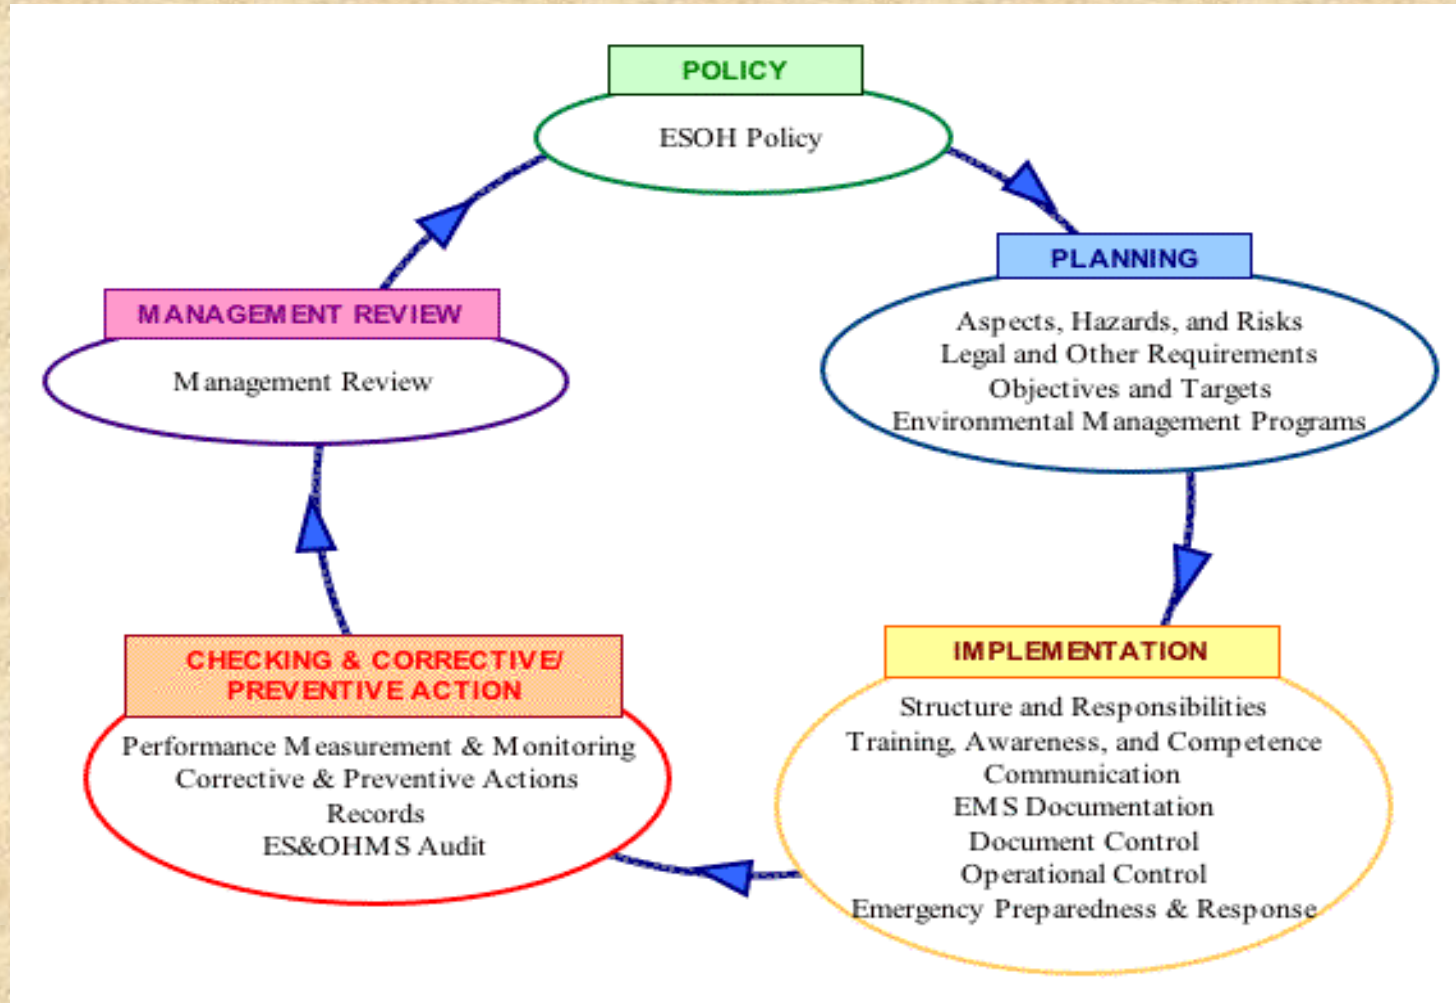 POLICY
ESOH Policy
PLANNING
Aspects, Hazards, and Risks
Legal and Other Requirements
Objectives and Targets
Environmental Management Programs
IMPLEMENTATION
Structure and Responsibilities
Training, Awareness, and Competence
Communication
EMS Documentation
Document Control
Operational Control
Emergency Preparedness & Response
CHECKING & CORRECTIVE/
PREVENTIVE ACTION
Performance Measurement & Monitoring
Corrective & Preventive Actions
Records
ES&OHMS Audit
MANAGEMENT REVIEW
Management Review